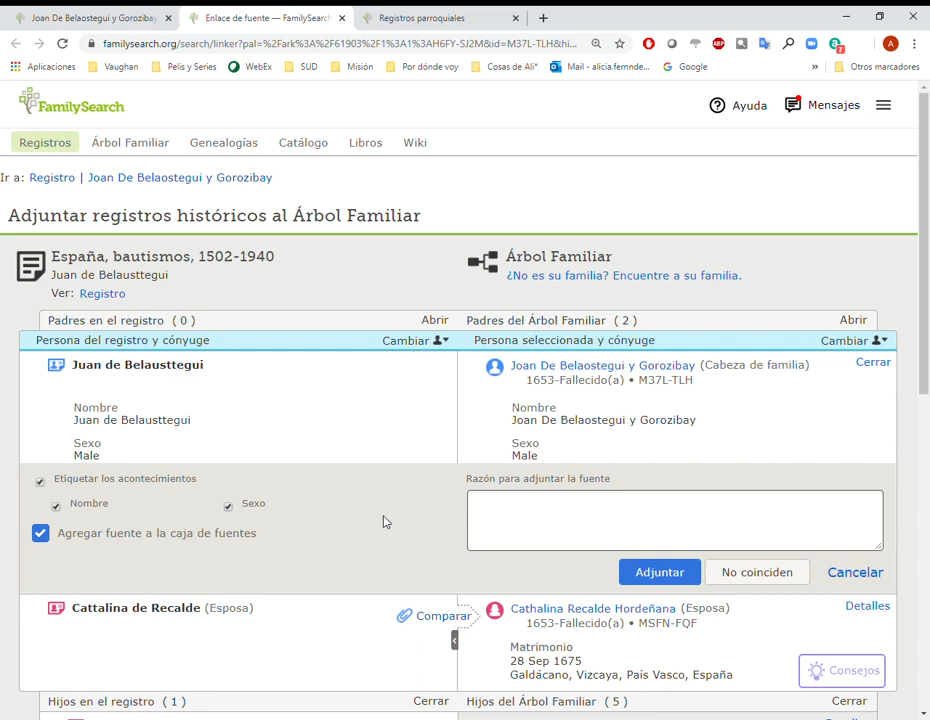 Joan De Belaostegui y Gorozibay
Enlace de fuente — FamilySearch
Registros parroquiales
familysearch.org/search/linker?pal=%2Fark%3A%2F61903%2F1%3A1%3AH6FY-SJ2M&id=M37L-TLH&hi...
ABP
7
A
Aplicaciones
Vaughan
Pelis y Series
WebEx
SUD
Misión
Por dónde voy
Cosas de Ali*
Mail - alicia.fernnde...
Google
»
Otros marcadores
FamilySearch
Ayuda
Mensajes
Registros
Árbol Familiar
Genealogías
Catálogo
Libros
Wiki
Ir a: Registro | Joan De Belaostegui y Gorozibay
Adjuntar registros históricos al Árbol Familiar
España, bautismos, 1502-1940
Juan de Belausttegui
Ver: Registro
Árbol Familiar
¿No es su familia? Encuentre a su familia.
Padres en el registro ( 0 )
Abrir
Padres del Árbol Familiar ( 2 )
Abrir
Persona del registro y cónyuge
Cambiar
Persona seleccionada y cónyuge
Cambiar
Juan de Belausttegui
Nombre
Juan de Belausttegui
Sexo
Male
Joan De Belaostegui y Gorozibay (Cabeza de familia)
Cerrar
1653-Fallecido(a) • M37L-TLH
Nombre
Joan De Belaostegui y Gorozibay
Sexo
Male
Etiquetar los acontecimientos
Nombre
Sexo
Agregar fuente a la caja de fuentes
Razón para adjuntar la fuente
Adjuntar
No coinciden
Cancelar
Cattalina de Recalde (Esposa)
Comparar
Cathalina Recalde Hordeñana (Esposa)
Detalles
1653-Fallecido(a) • MSFN-FQF
Matrimonio
28 Sep 1675
Galdácano, Vizcaya, País Vasco, España
Consejos
Hijos en el registro ( 1 )
Cerrar
Hijos del Árbol Familiar ( 5 )
Cerrar